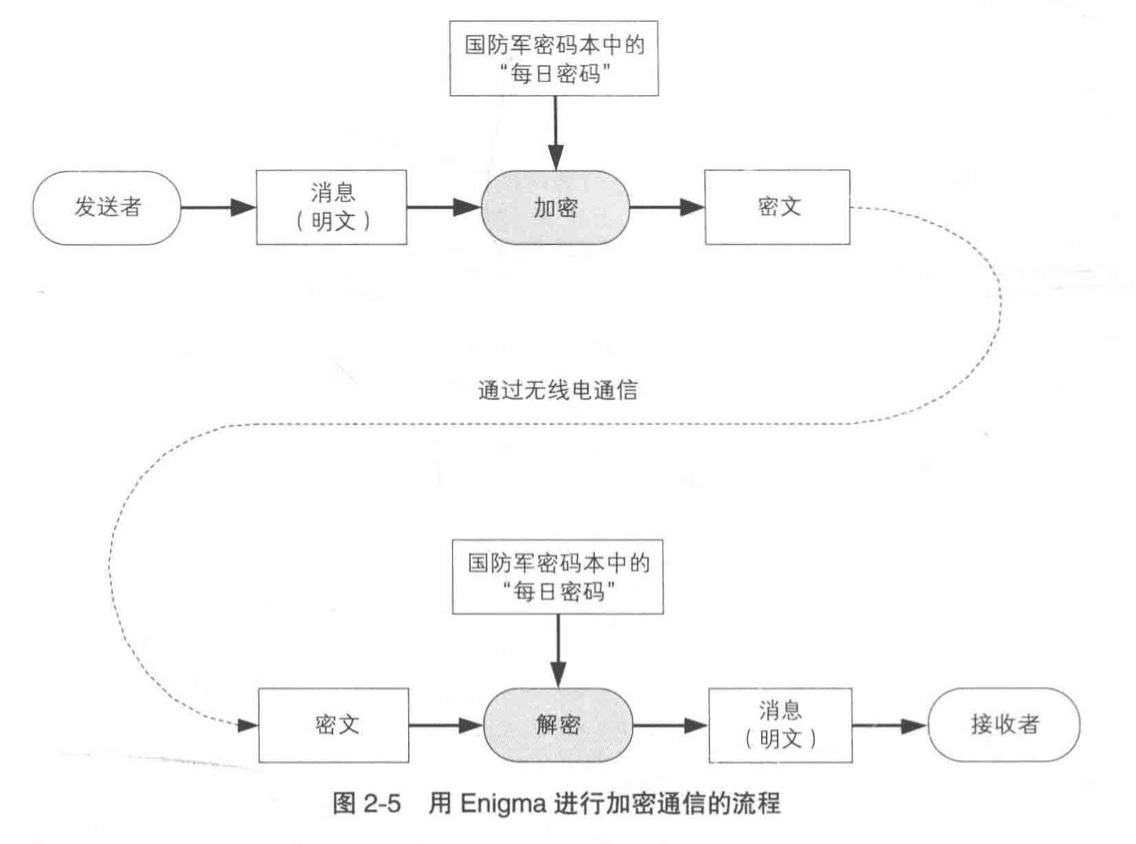 国防军密码本中的
“每日密码”
发送者
消息
（明文）
加密
密文
通过无线电通信
国防军密码本中的
“每日密码”
密文
解密
消息
（明文）
接收者
图 2-5 用 Enigma 进行加密通信的流程